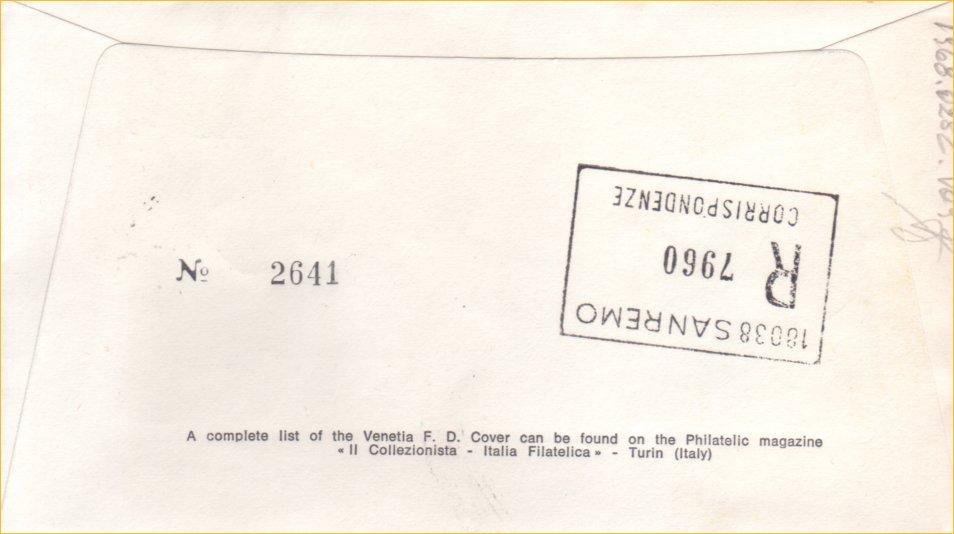 Nº 2641
18038 SANREMO
R 7960
CORRISPONDENZE
A complete list of the Venetia F. D. Cover can be found on the Philatelic magazine
« Il Collezionista - Italia Filatelica » - Turin (Italy)